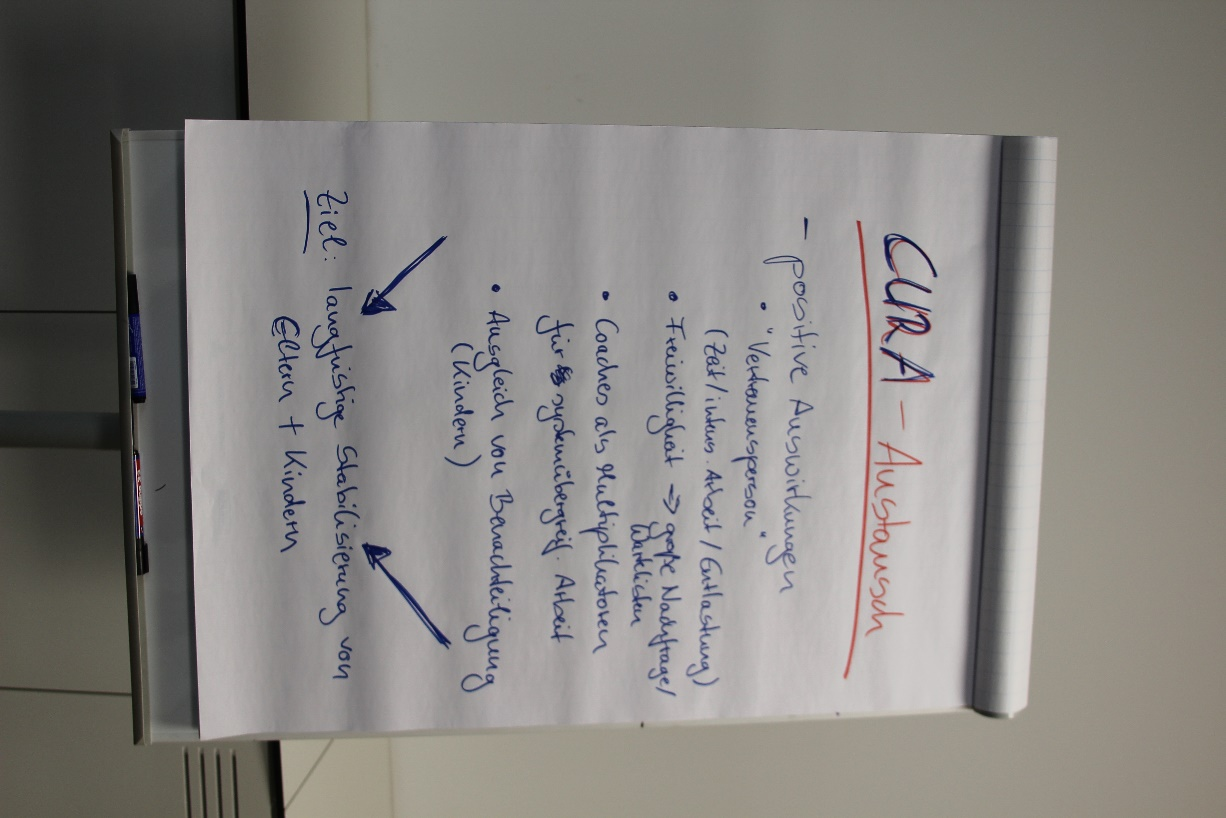 CURA - Austausch
- positive Auswirkungen
• "Vertrauensperson"
(Zeit/intens. Arbeit/Entlastung)
• Freiwilligkeit → große Nachfrage/
Wartelisten
• Coaches als Multiplikatoren
für systemübergreif. Arbeit
• Ausgleich von Benachteiligung
(Kindern)
Ziel: langfristige Stabilisierung von
Eltern + Kindern